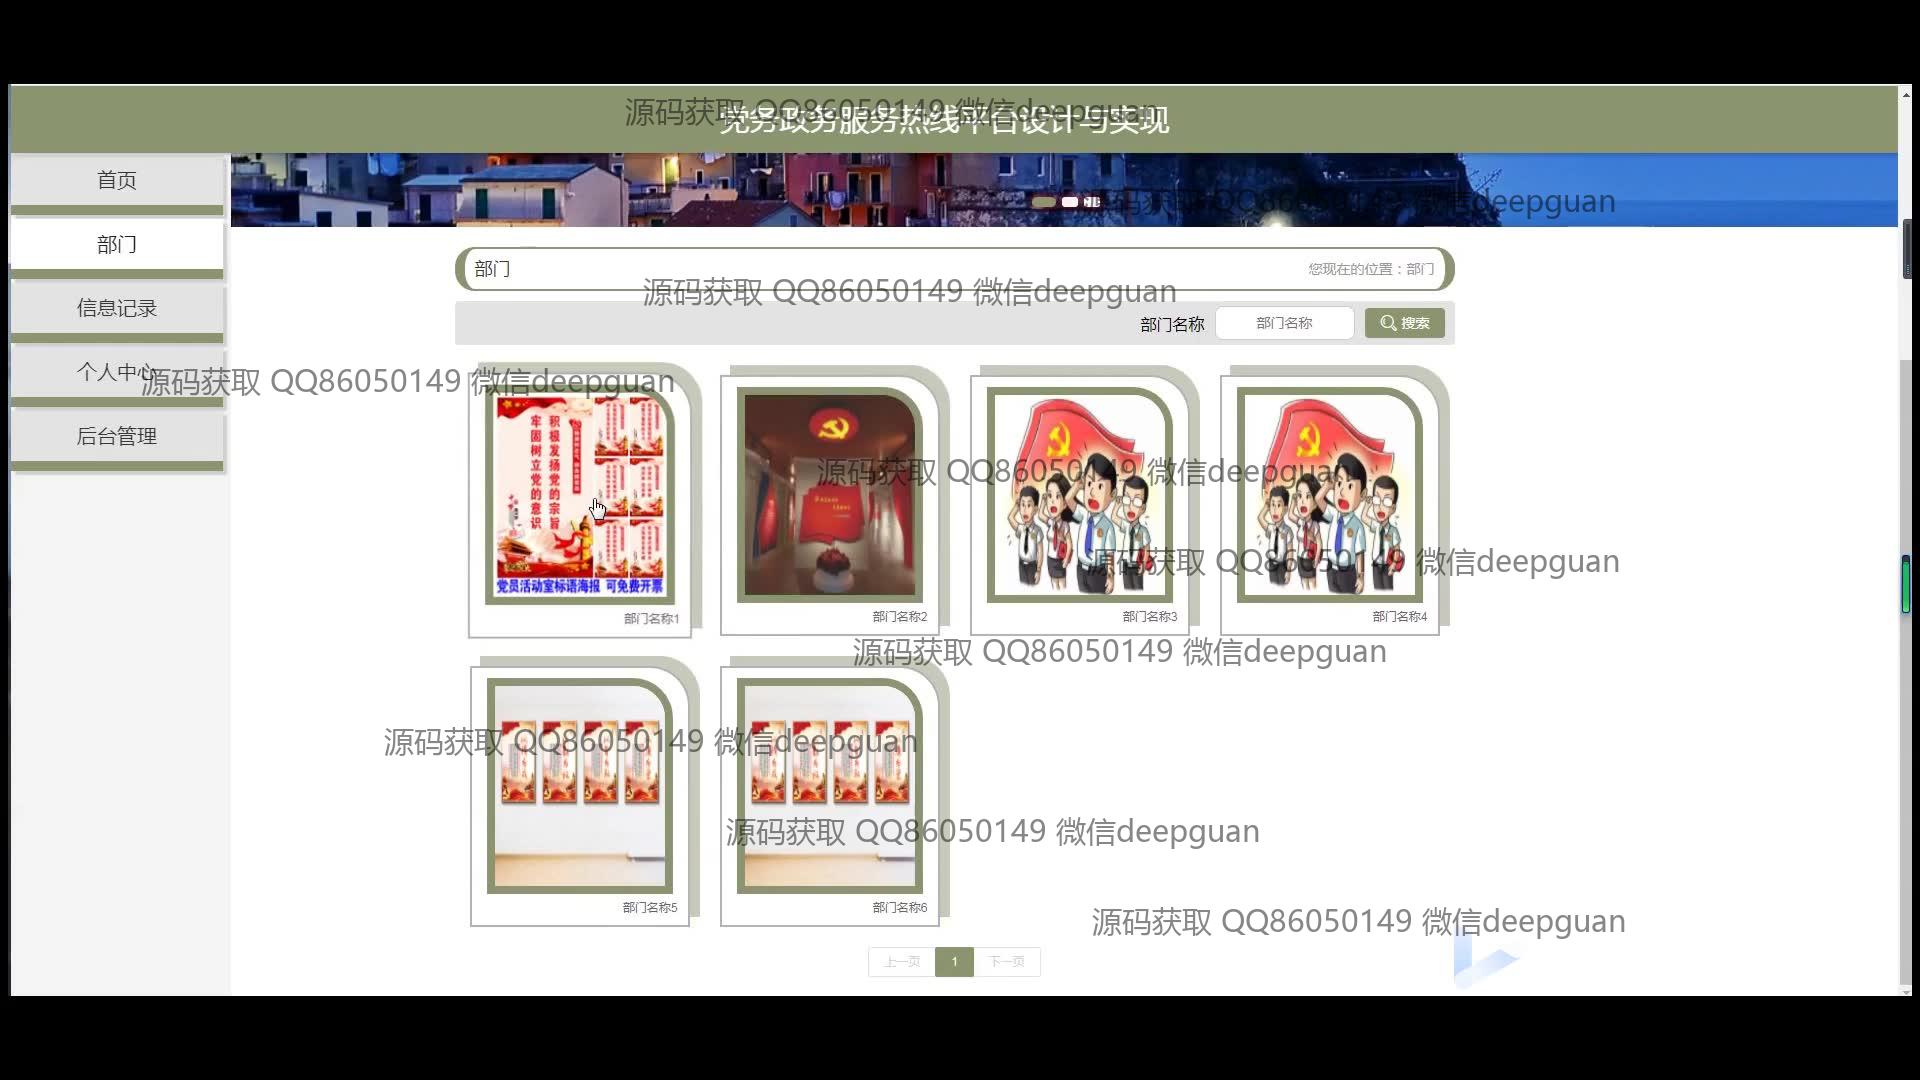 源码获取 QQ86050149 微信deepguan
党务政务服务热线平台设计与实现
首页
部门
信息记录
个人中心
后台管理
源码获取 QQ86050149 微信deepguan
部门
您现在的位置：部门
源码获取 QQ86050149 微信deepguan
部门名称
部门名称
搜索
源码获取 QQ86050149 微信deepguan
积极发扬党的宗旨
牢固树立党的意识
党员活动室标语海报 可免费开票
源码获取 QQ86050149 微信deepguan
源码获取 QQ86050149 微信deepguan
部门名称1
部门名称2
部门名称3
部门名称4
源码获取 QQ86050149 微信deepguan
源码获取 QQ86050149 微信deepguan
源码获取 QQ86050149 微信deepguan
部门名称5
部门名称6
源码获取 QQ86050149 微信deepguan
上一页
1
下一页